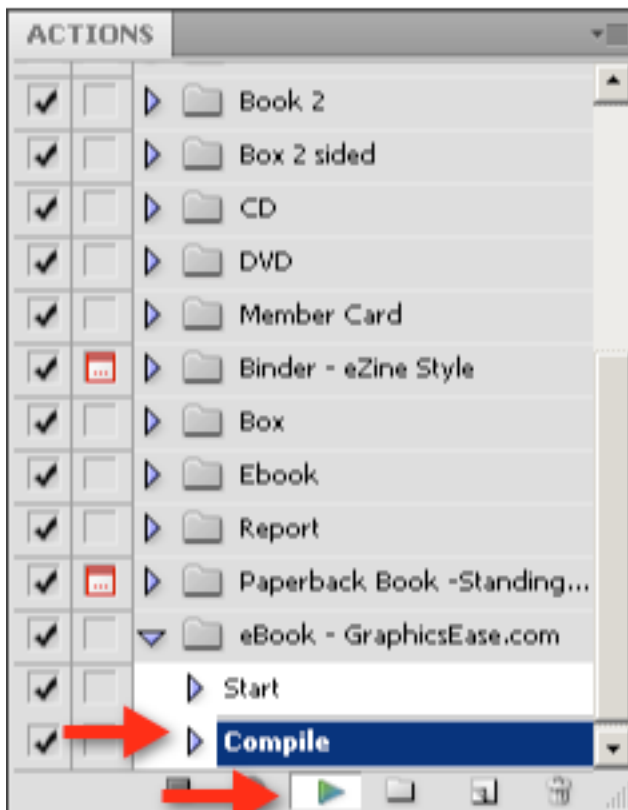 ACTIONS
Book 2
Box 2 sided
CD
DVD
Member Card
Binder - eZine Style
Box
Ebook
Report
Paperback Book -Standing...
eBook - GraphicsEase.com
Start
Compile